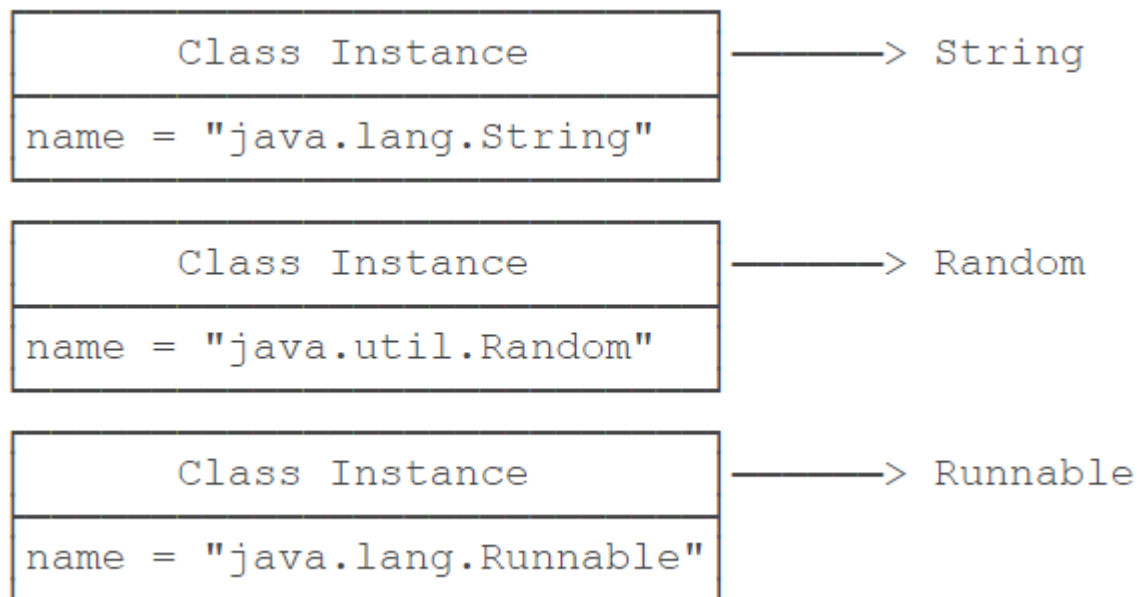 Class Instance ──────> String
name = "java.lang.String"
Class Instance ──────> Random
name = "java.util.Random"
Class Instance ──────> Runnable
name = "java.lang.Runnable"